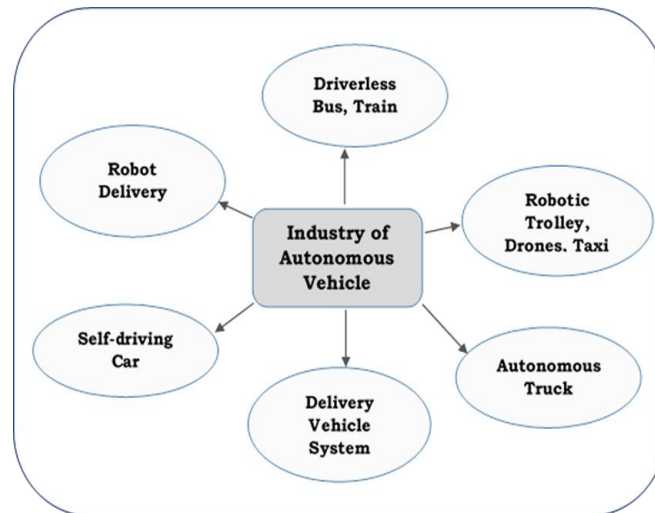 Driverless
Bus, Train
Robot
Delivery
Robotic
Trolley,
Drones. Taxi
Industry of
Autonomous
Vehicle
Self-driving
Car
Autonomous
Truck
Delivery
Vehicle
System